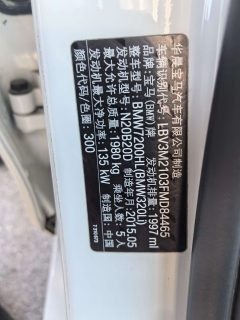 华晨宝马汽车有限公司制造
车辆识别代号：LBV3M2103FMD84465
品牌：宝马(BMW)牌 发动机排量：1997 ml
整车型号：BMW7200HL(BMW320Li)
发动机型号：N20B20D 制造年月：2015.05
最大允许总质量：1980 kg 乘坐人数：5人
发动机最大净功率：135 kW 制造国：中国
颜色代码：色圈：300